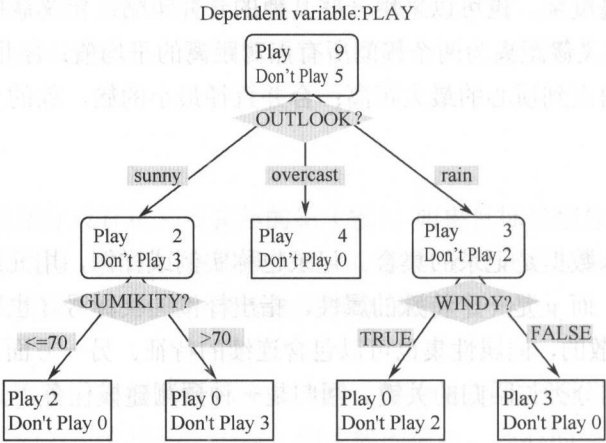 Dependent variable:PLAY
Play 9
Don't Play 5
OUTLOOK?
sunny
overcast
rain
Play 2
Don't Play 3
Play 4
Don't Play 0
Play 3
Don't Play 2
GUMIKITY?
WINDY?
<=70
>70
TRUE
FALSE
Play 2
Don't Play 0
Play 0
Don't Play 3
Play 0
Don't Play 2
Play 3
Don't Play 0